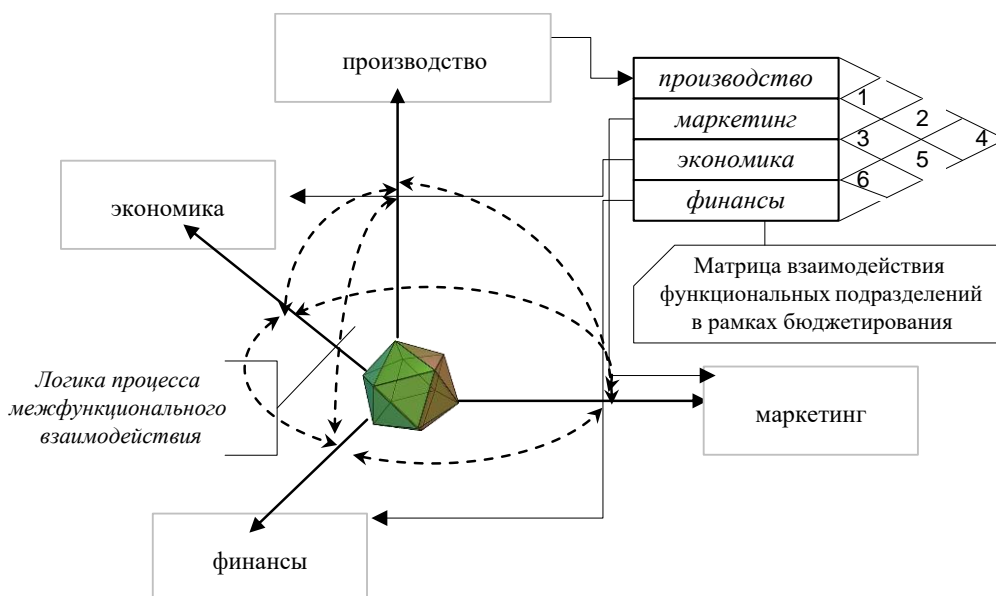 производство
производство
1
маркетинг
2
3
4
экономика
5
6
финансы
экономика
Матрица взаимодействия
функциональных подразделений
в рамках бюджетирования
Логика процесса
межфункционального
взаимодействия
маркетинг
финансы